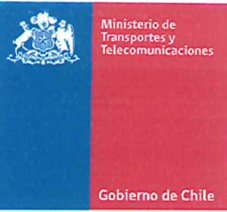 Ministerio de
Transportes y
Telecomunicaciones
Gobierno de Chile